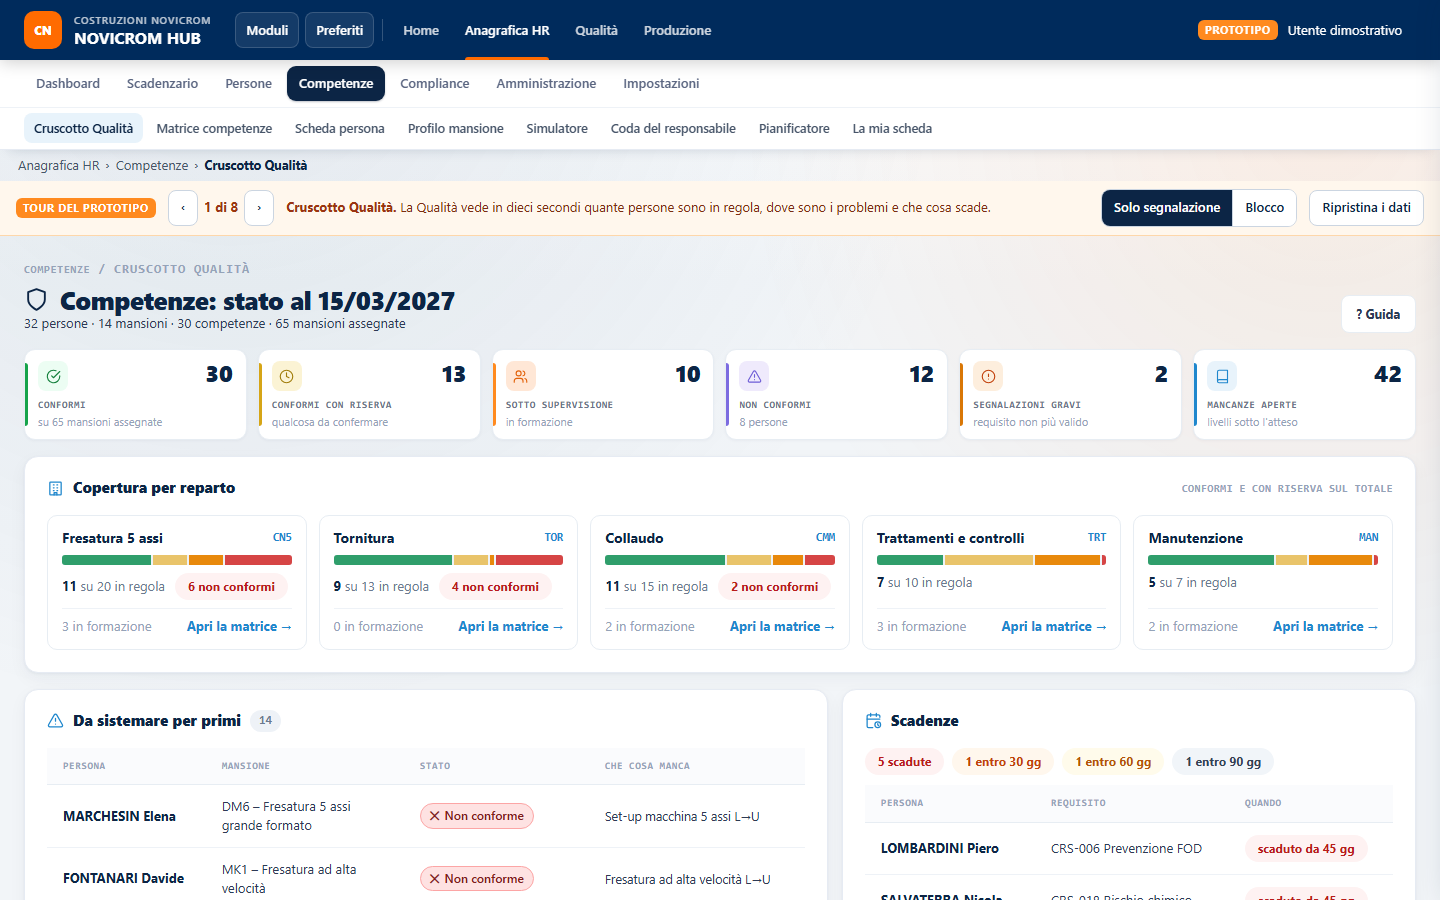 CN
COSTRUZIONI NOVICROM
NOVICROM HUB
Moduli
Preferiti
Home
Anagrafica HR
Qualità
Produzione
PROTOTIPO
Utente dimostrativo
Dashboard
Scadenzario
Persone
Competenze
Compliance
Amministrazione
Impostazioni
Cruscotto Qualità
Matrice competenze
Scheda persona
Profilo mansione
Simulatore
Coda del responsabile
Pianificatore
La mia scheda
Anagrafica HR › Competenze › Cruscotto Qualità
TOUR DEL PROTOTIPO
‹ 1 di 8 ›
Cruscotto Qualità. La Qualità vede in dieci secondi quante persone sono in regola, dove sono i problemi e che cosa scade.
Solo segnalazione
Blocco
Ripristina i dati
COMPETENZE / CRUSCOTTO QUALITÀ
Competenze: stato al 15/03/2027
32 persone · 14 mansioni · 30 competenze · 65 mansioni assegnate
? Guida
30
CONFORMI
su 65 mansioni assegnate
13
CONFORMI CON RISERVA
qualcosa da confermare
10
SOTTO SUPERVISIONE
in formazione
12
NON CONFORMI
8 persone
2
SEGNALAZIONI GRAVI
requisito non più valido
42
MANCANZE APERTE
livelli sotto l'atteso
Copertura per reparto
CONFORMI E CON RISERVA SUL TOTALE
Fresatura 5 assi CN5
11 su 20 in regola 6 non conformi
3 in formazione Apri la matrice →
Tornitura TOR
9 su 13 in regola 4 non conformi
0 in formazione Apri la matrice →
Collaudo CMM
11 su 15 in regola 2 non conformi
2 in formazione Apri la matrice →
Trattamenti e controlli TRT
7 su 10 in regola
3 in formazione Apri la matrice →
Manutenzione MAN
5 su 7 in regola
2 in formazione Apri la matrice →
Da sistemare per primi 14
PERSONA MANSIONE STATO CHE COSA MANCA
MARCHESIN Elena
DM6 – Fresatura 5 assi
grande formato
Non conforme
Set-up macchina 5 assi L→U
FONTANARI Davide
MK1 – Fresatura ad alta
velocità
Non conforme
Fresatura ad alta velocità L→U
Scadenze
5 scadute
1 entro 30 gg
1 entro 60 gg
1 entro 90 gg
PERSONA REQUISITO QUANDO
LOMBARDINI Piero CRS-006 Prevenzione FOD scaduto da 45 gg
SALVATERRA Nicola CRS-018 Rischio chimico scaduto da 45 gg